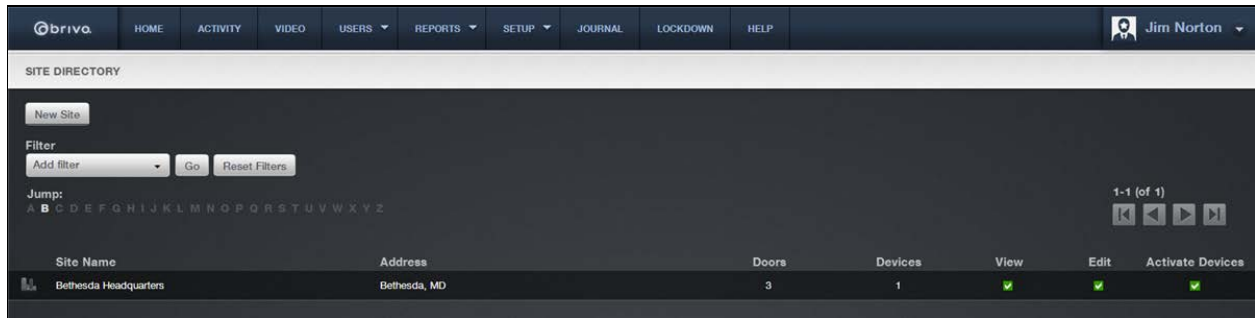 brivo. HOME ACTIVITY VIDEO USERS REPORTS SETUP JOURNAL LOCKDOWN HELP Jim Norton
SITE DIRECTORY
New Site
Filter
Add filter Go Reset Filters
Jump:
A B C D E F G H I J K L M N O P Q R S T U V W X Y Z
1-1 (of 1)
Site Name Address Doors Devices View Edit Activate Devices
Bethesda Headquarters Bethesda, MD 3 1